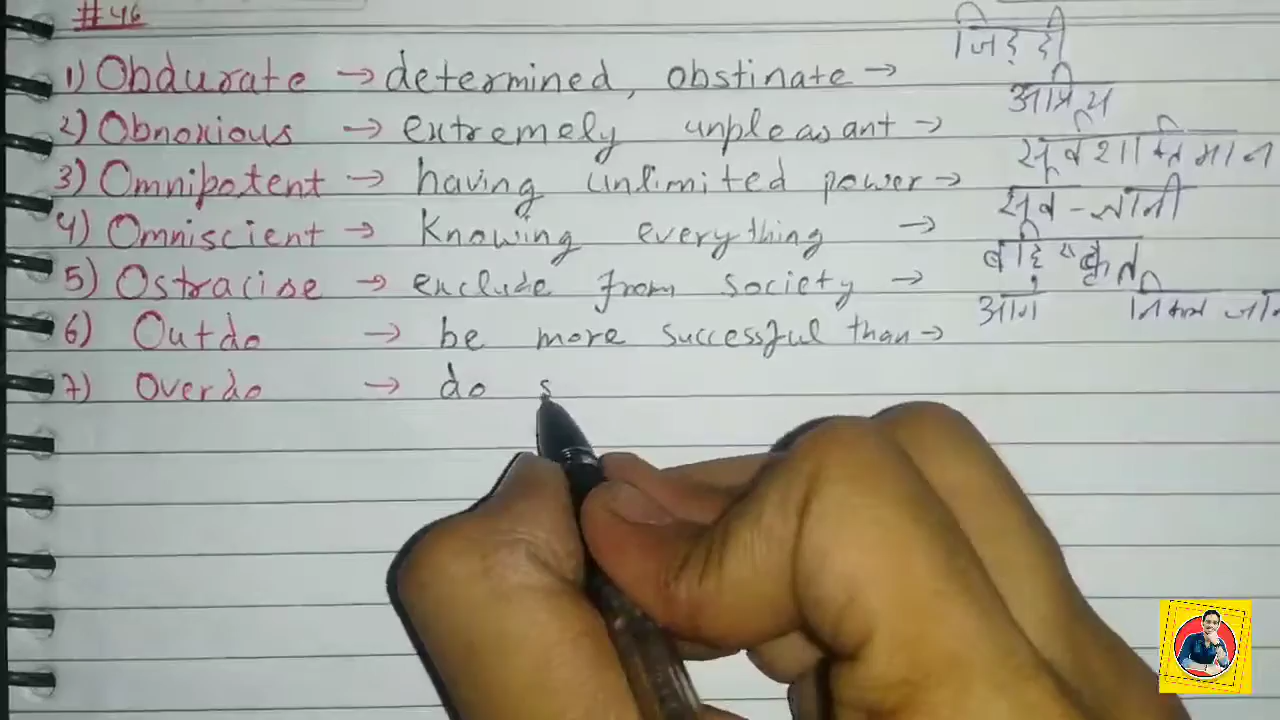 #46
1) Obdurate → determined, obstinate → जिद्दी
2) Obnoxious → extremely unpleasant → अप्रिय
3) Omnipotent → having unlimited power → सर्वशक्तिमान
4) Omniscient → Knowing everything → सर्व-ज्ञानी
5) Ostracise → exclude from society → बहिष्कृत
6) Outdo → be more successful than → आगे निकल जान
7) Overdo → do s